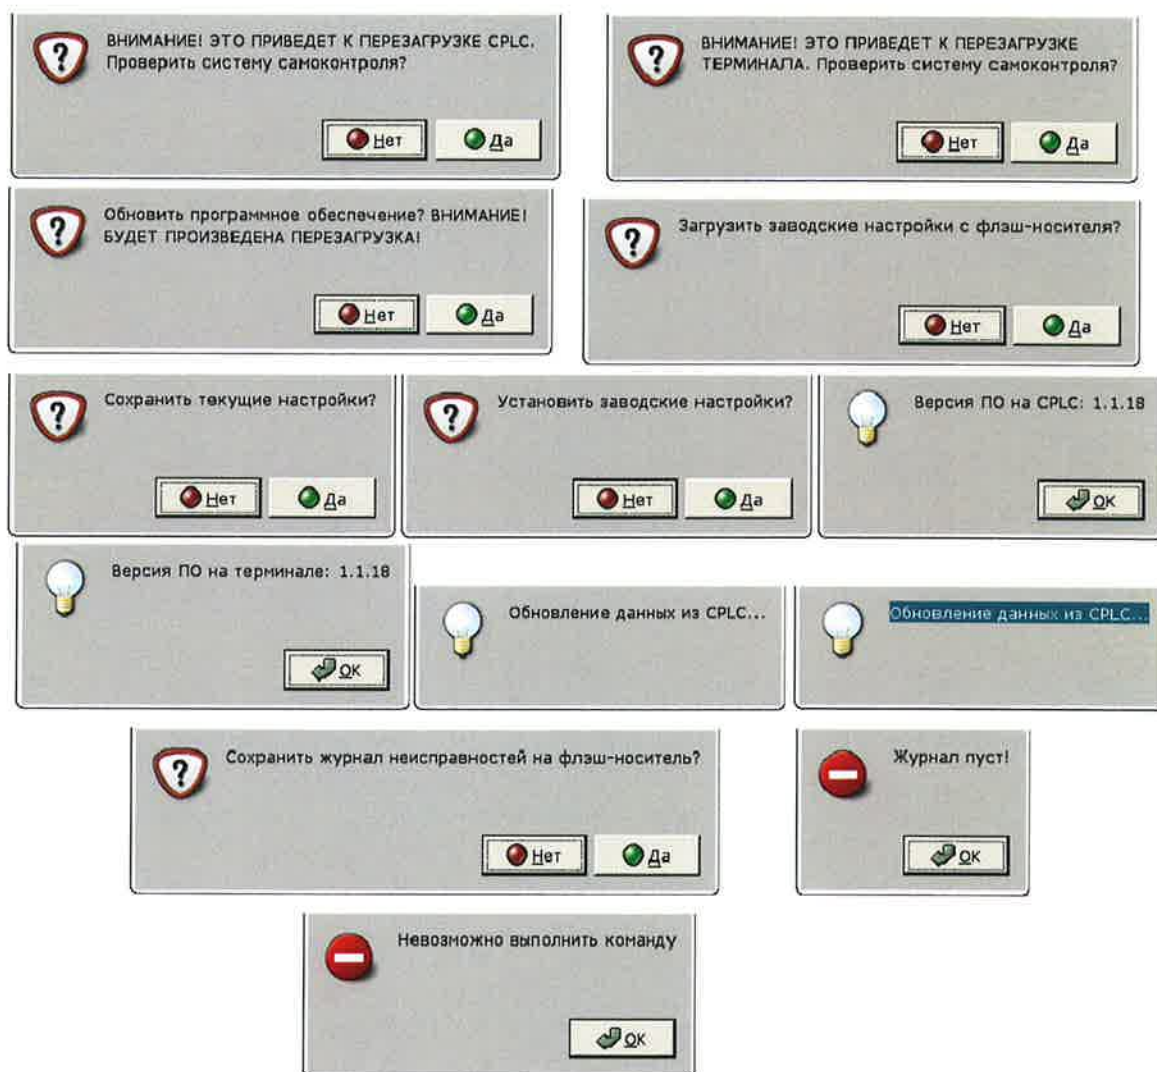 ВНИМАНИЕ! ЭТО ПРИВЕДЕТ К ПЕРЕЗАГРУЗКЕ CPLC.
Проверить систему самоконтроля?
Нет
Да
ВНИМАНИЕ! ЭТО ПРИВЕДЕТ К ПЕРЕЗАГРУЗКЕ
ТЕРМИНАЛА. Проверить систему самоконтроля?
Нет
Да
Обновить программное обеспечение? ВНИМАНИЕ!
БУДЕТ ПРОИЗВЕДЕНА ПЕРЕЗАГРУЗКА!
Нет
Да
Загрузить заводские настройки с флэш-носителя?
Нет
Да
Сохранить текущие настройки?
Нет
Да
Установить заводские настройки?
Нет
Да
Версия ПО на CPLC: 1.1.18
OK
Версия ПО на терминале: 1.1.18
OK
Обновление данных из CPLC...
Обновление данных из CPLC...
Сохранить журнал неисправностей на флэш-носитель?
Нет
Да
Журнал пуст!
OK
Невозможно выполнить команду
OK